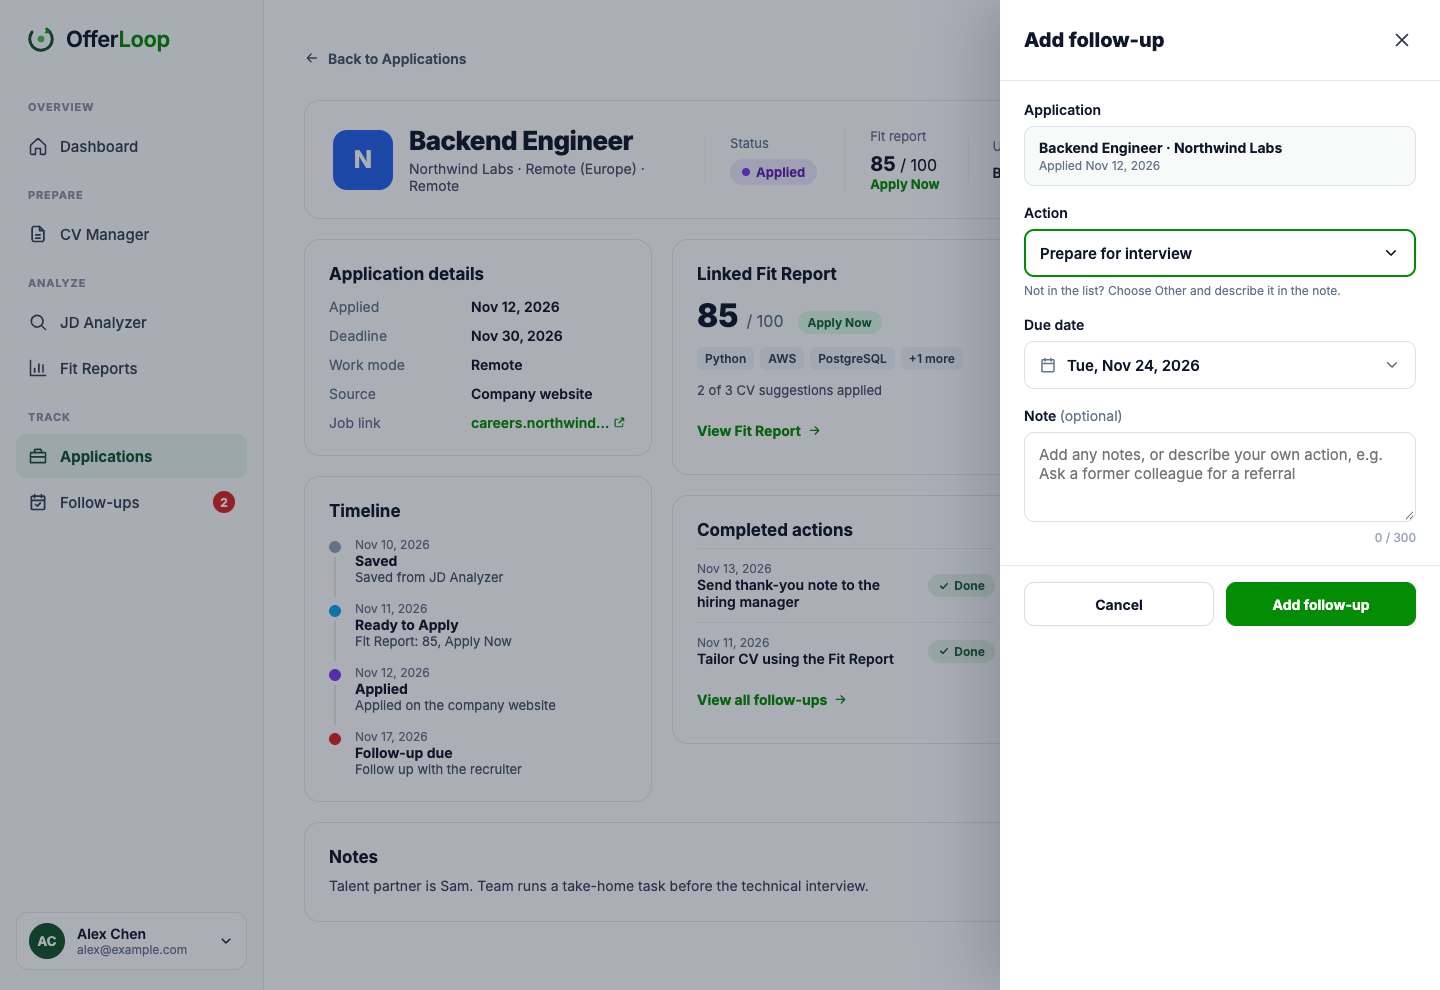 OfferLoop
OVERVIEW
Dashboard
PREPARE
CV Manager
ANALYZE
JD Analyzer
Fit Reports
TRACK
Applications
Follow-ups
2
AC
Alex Chen
alex@example.com
Back to Applications
N
Backend Engineer
Northwind Labs · Remote (Europe) ·
Remote
Status
Applied
Fit report
85 / 100
Apply Now
Application details
Applied
Nov 12, 2026
Deadline
Nov 30, 2026
Work mode
Remote
Source
Company website
Job link
careers.northwind...
Timeline
Nov 10, 2026
Saved
Saved from JD Analyzer
Nov 11, 2026
Ready to Apply
Fit Report: 85, Apply Now
Nov 12, 2026
Applied
Applied on the company website
Nov 17, 2026
Follow-up due
Follow up with the recruiter
Linked Fit Report
85 / 100
Apply Now
Python
AWS
PostgreSQL
+1 more
2 of 3 CV suggestions applied
View Fit Report
Completed actions
Nov 13, 2026
Send thank-you note to the
hiring manager
Done
Nov 11, 2026
Tailor CV using the Fit Report
Done
View all follow-ups
Notes
Talent partner is Sam. Team runs a take-home task before the technical interview.
Add follow-up
Application
Backend Engineer · Northwind Labs
Applied Nov 12, 2026
Action
Prepare for interview
Not in the list? Choose Other and describe it in the note.
Due date
Tue, Nov 24, 2026
Note (optional)
Add any notes, or describe your own action, e.g.
Ask a former colleague for a referral
0 / 300
Cancel
Add follow-up